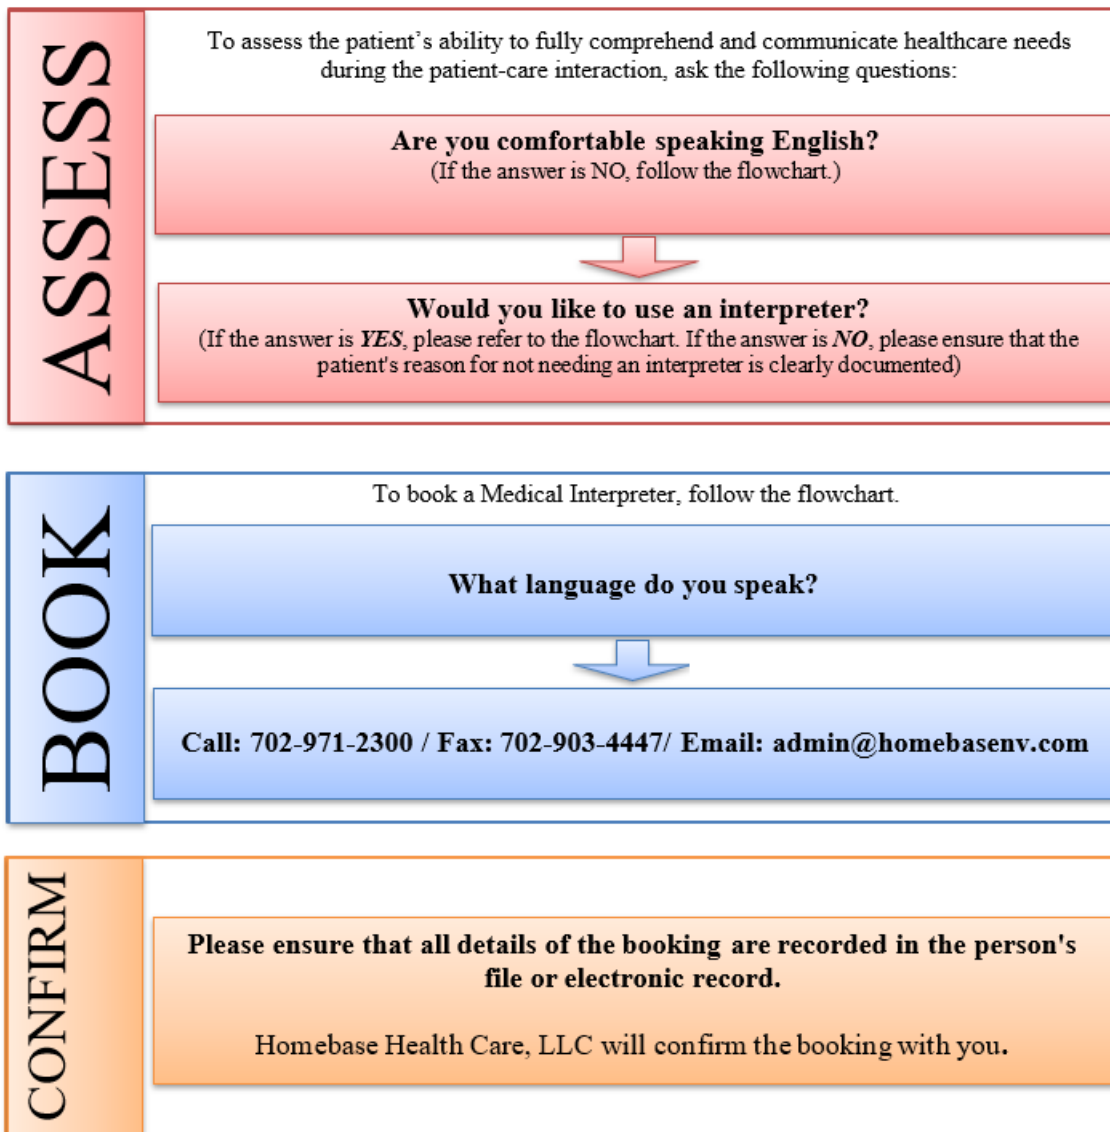 ASSESS
To assess the patient’s ability to fully comprehend and communicate healthcare needs
during the patient-care interaction, ask the following questions:
Are you comfortable speaking English?
(If the answer is NO, follow the flowchart.)
Would you like to use an interpreter?
(If the answer is YES, please refer to the flowchart. If the answer is NO, please ensure that the
patient's reason for not needing an interpreter is clearly documented)
BOOK
To book a Medical Interpreter, follow the flowchart.
What language do you speak?
Call: 702-971-2300 / Fax: 702-903-4447/ Email: admin@homebasenv.com
CONFIRM
Please ensure that all details of the booking are recorded in the person's
file or electronic record.
Homebase Health Care, LLC will confirm the booking with you.